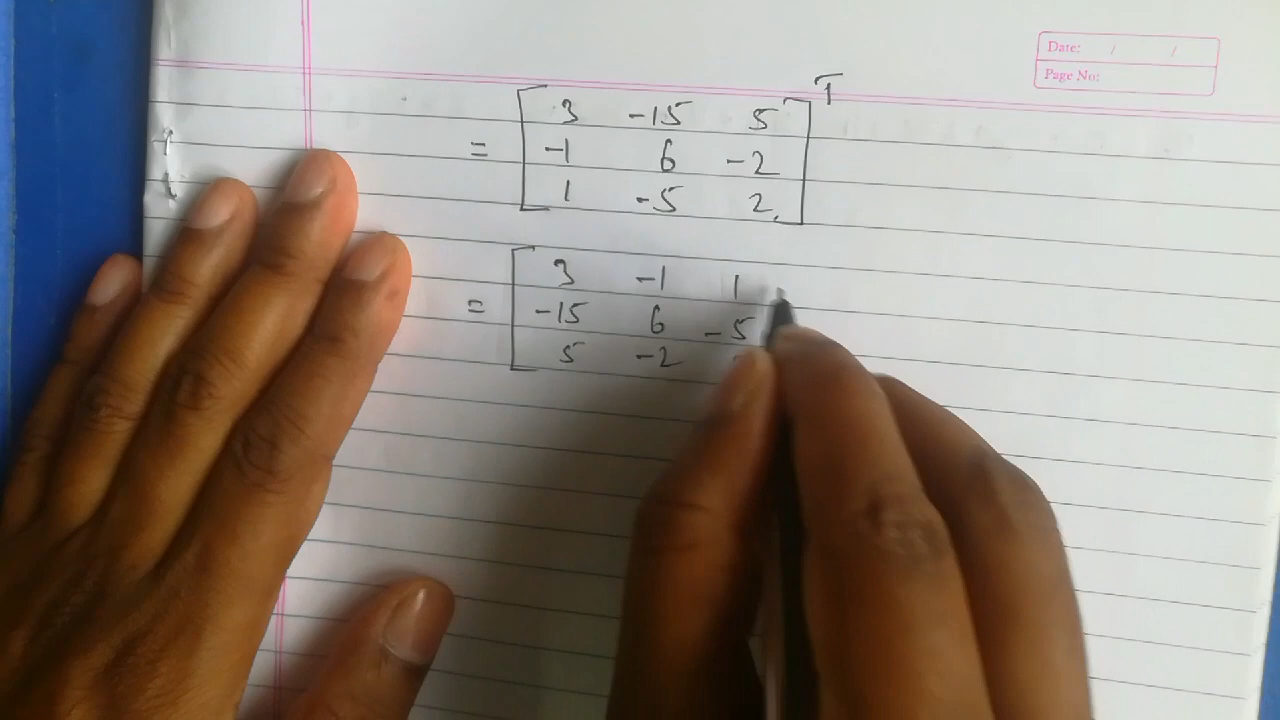 Date: / /
Page No:
T
3 -15 5
= -1 6 -2
1 -5 2
3 -1 1
= -15 6 -5
5 -2